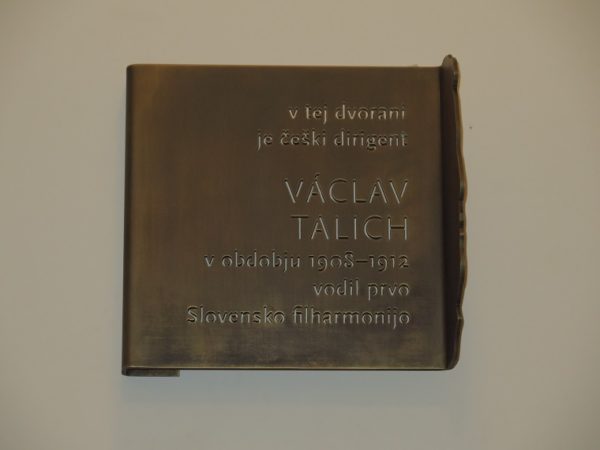 v tej dvorani
je češki dirigent
VÁCLAV
TALICH
v obdobju 1908–1912
vodil prvo
Slovensko filharmonijo